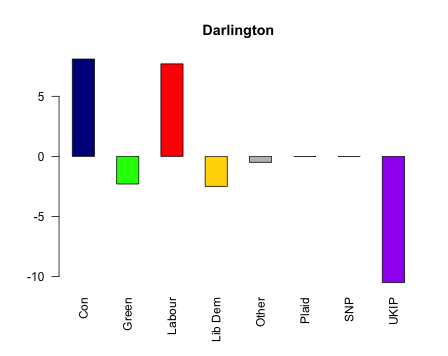 Darlington
5
0
-5
-10
Con
Green
Labour
Lib Dem
Other
Plaid
SNP
UKIP